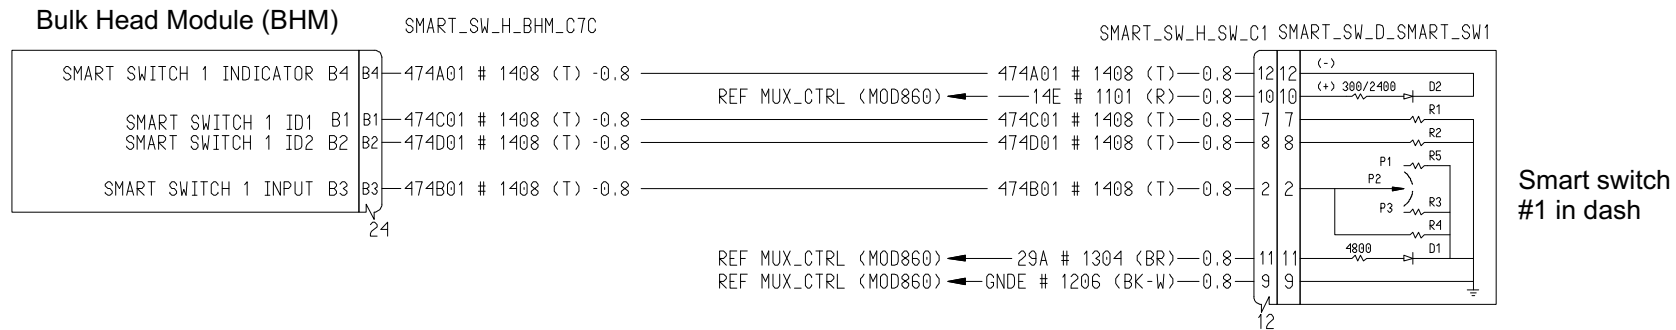 Bulk Head Module (BHM)
SMART_SW_H_BHM_C7C
SMART_SW_H_SW_C1 SMART_SW_D_SMART_SW1
SMART SWITCH 1 INDICATOR B4 B4 474A01 # 1408 (T) -0.8 474A01 # 1408 (T) 0.8 12 12 (-)
REF MUX_CTRL (MOD860) 14E # 1101 (R) 0.8 10 10 (+) 300/2400 D2
SMART SWITCH 1 ID1 B1 B1 474C01 # 1408 (T) -0.8 474C01 # 1408 (T) 0.8 7 7 R1
SMART SWITCH 1 ID2 B2 B2 474D01 # 1408 (T) -0.8 474D01 # 1408 (T) 0.8 8 8 R2
P1 R5
P2
SMART SWITCH 1 INPUT B3 B3 474B01 # 1408 (T) -0.8 474B01 # 1408 (T) 0.8 2 2
P3 R3
R4
Smart switch
#1 in dash
24
4800 D1
REF MUX_CTRL (MOD860) 29A # 1304 (BR) 0.8 11 11
REF MUX_CTRL (MOD860) GNDE # 1206 (BK-W) 0.8 9 9
12